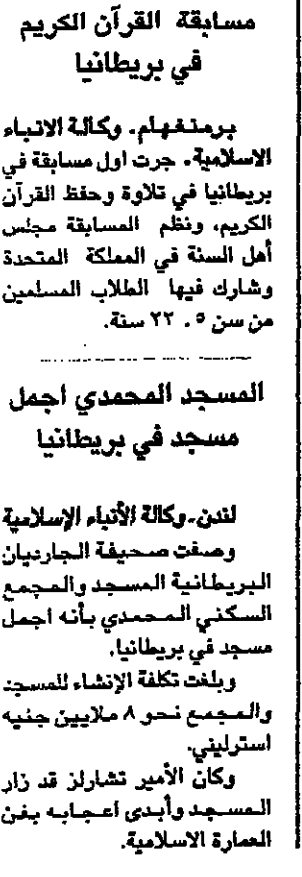 مسابقة القرآن الكريم
في بريطانيا
برمنغهام. وكالة الانباء
الاسلامية. جرت اول مسابقة في
بريطانيا في تلاوة وحفظ القرآن
الكريم، ونظم المسابقة مجلس
أهل السنة في المملكة المتحدة
وشارك فيها الطلاب المسلمين
من سن ٥ . ٢٢ سنة.
المسجد المحمدي اجمل
مسجد في بريطانيا
لندن.وكالة الأنباء الإسلامية
وصفت صحيفة الجارديان
البريطانية المسجد والمجمع
السكني المحمدي بأنه اجمل
مسجد في بريطانيا.
وبلغت تكلفة الإنشاء للمسجد
والمجمع نحو ٨ ملايين جنيه
استرليني.
وكان الأمير تشارلز قد زار
المسجد وأبدى اعجابه بفن
العمارة الاسلامية.